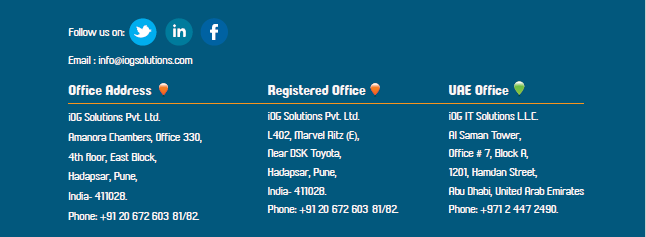 Follow us on:
Email : info@iogsolutions.com
Office Address
iOG Solutions Pvt. Ltd.
Amanora Chambers, Office 330,
4th floor, East Block,
Hadapsar, Pune,
India- 411028.
Phone: +91 20 672 603 81/82.
Registered Office
iOG Solutions Pvt. Ltd.
L402, Marvel Ritz (E),
Near DSK Toyota,
Hadapsar, Pune,
India- 411028.
Phone: +91 20 672 603 81/82.
UAE Office
iOG IT Solutions L.L.C.
Al Saman Tower,
Office # 7, Block A,
1201, Hamdan Street,
Abu Dhabi, United Arab Emirates
Phone: +971 2 447 2490.